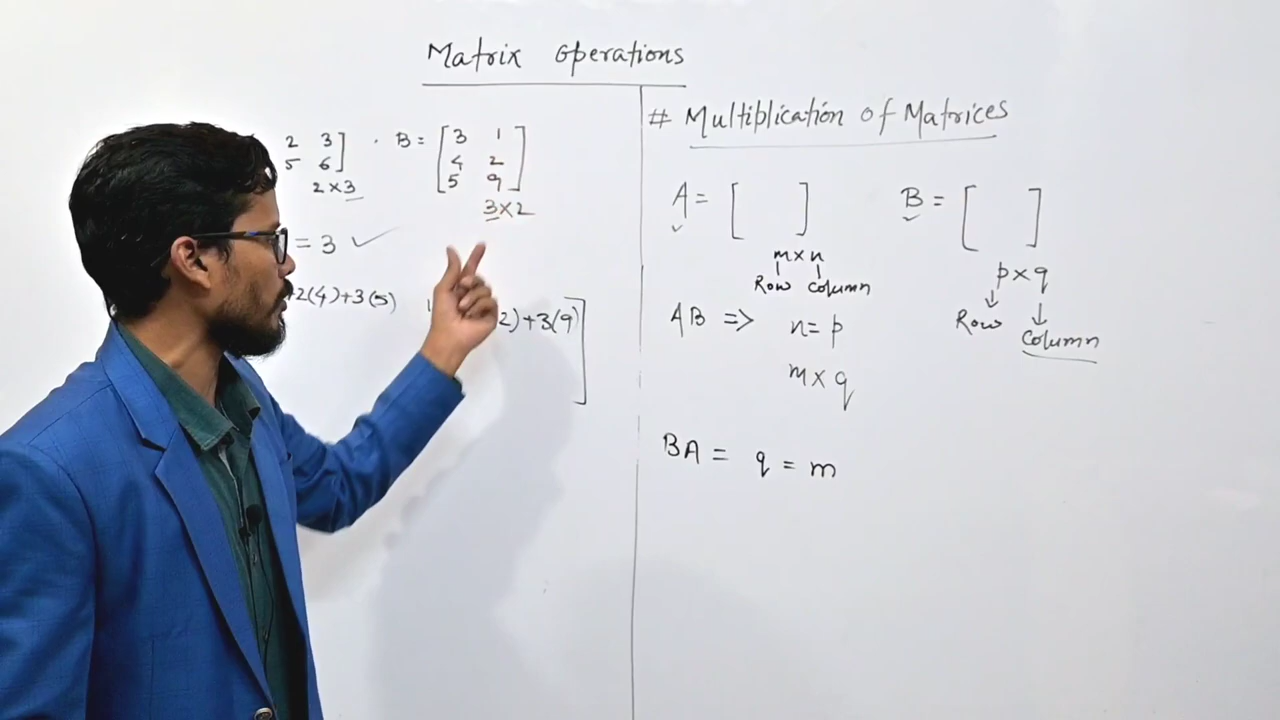 Matrix Operations
2 3
5 6
2×3
· B = [3 1
4 2
5 9]
3×2
= 3 ✓
+2(4)+3(5)
2)+3(9)
# Multiplication of Matrices
A = [ ]
m×n
Row column
B = [ ]
p×q
Row
column
AB => n=p
m×q
BA = q = m